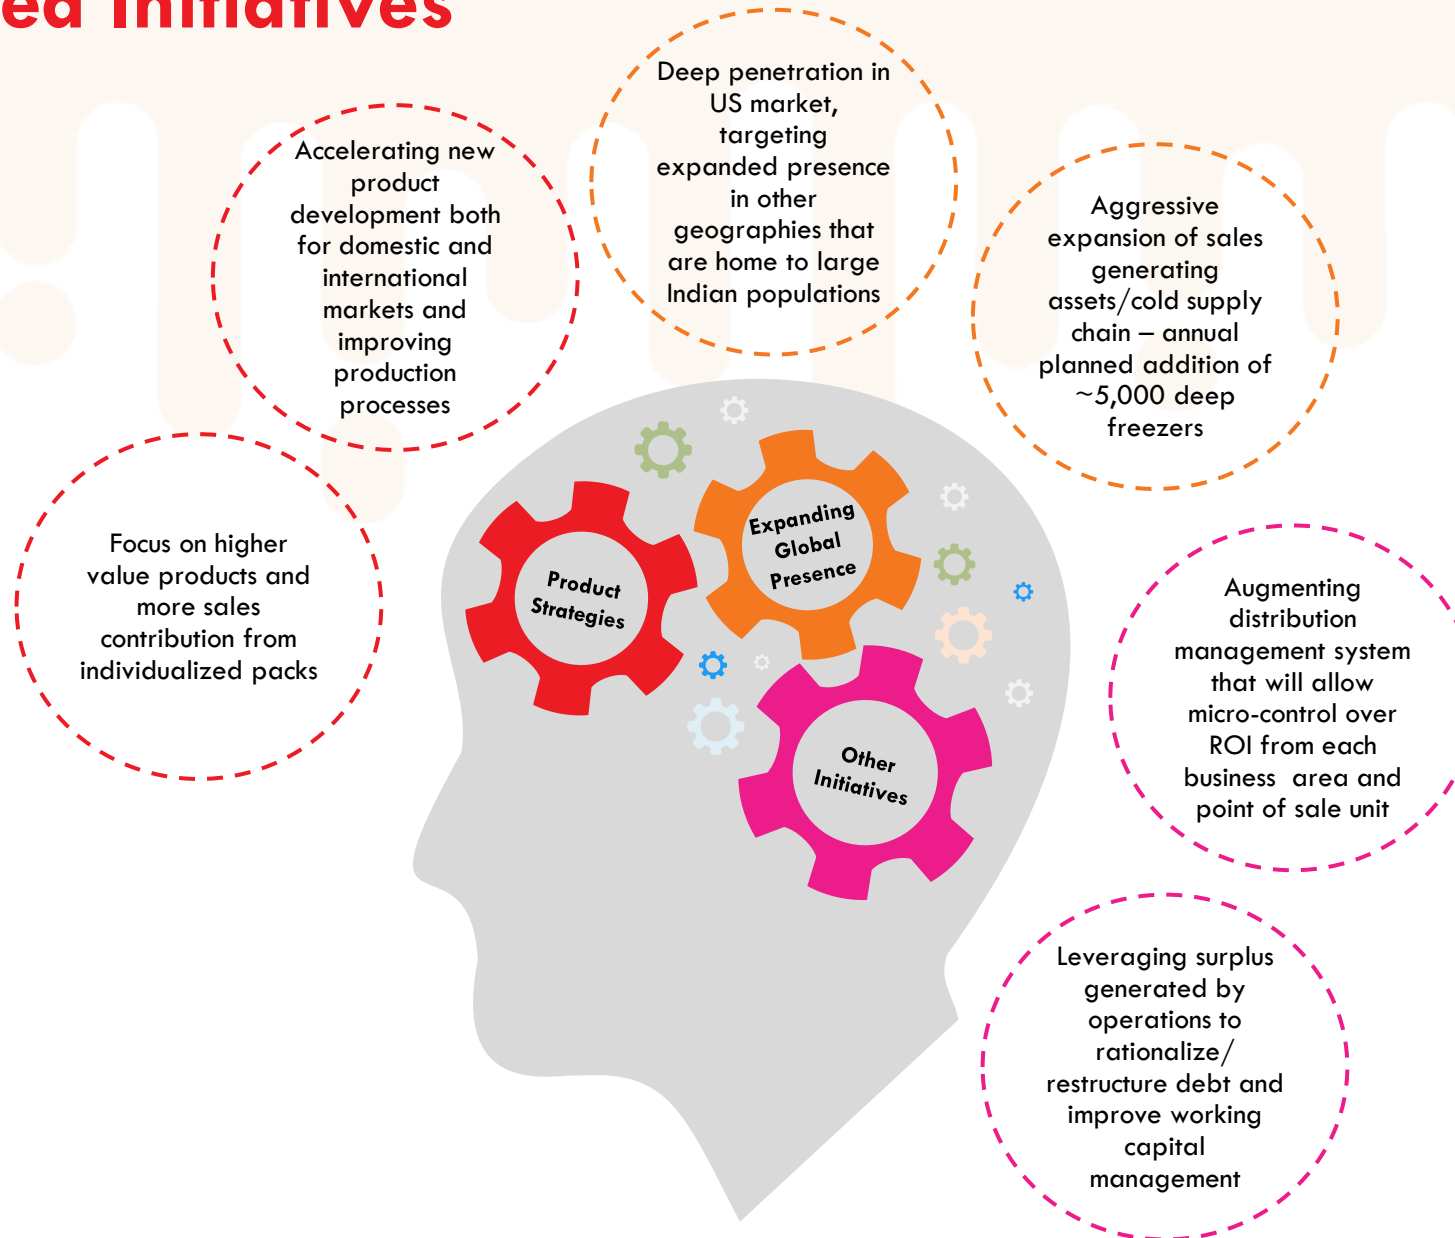 ed Initiatives
Deep penetration in
US market,
targeting
expanded presence
in other
geographies that
are home to large
Indian populations
Accelerating new
product
development both
for domestic and
international
markets and
improving
production
processes
Aggressive
expansion of sales
generating
assets/cold supply
chain – annual
planned addition of
~5,000 deep
freezers
Focus on higher
value products and
more sales
contribution from
individualized packs
Product
Strategies
Expanding
Global
Presence
Other
Initiatives
Augmenting
distribution
management system
that will allow
micro-control over
ROI from each
business  area and
point of sale unit
Leveraging surplus
generated by
operations to
rationalize/
restructure debt and
improve working
capital
management